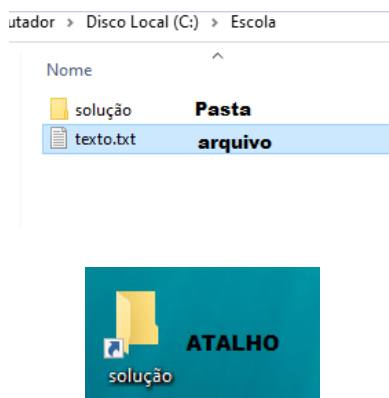 utador > Disco Local (C:) > Escola
Nome
solução Pasta
texto.txt arquivo
ATALHO
solução